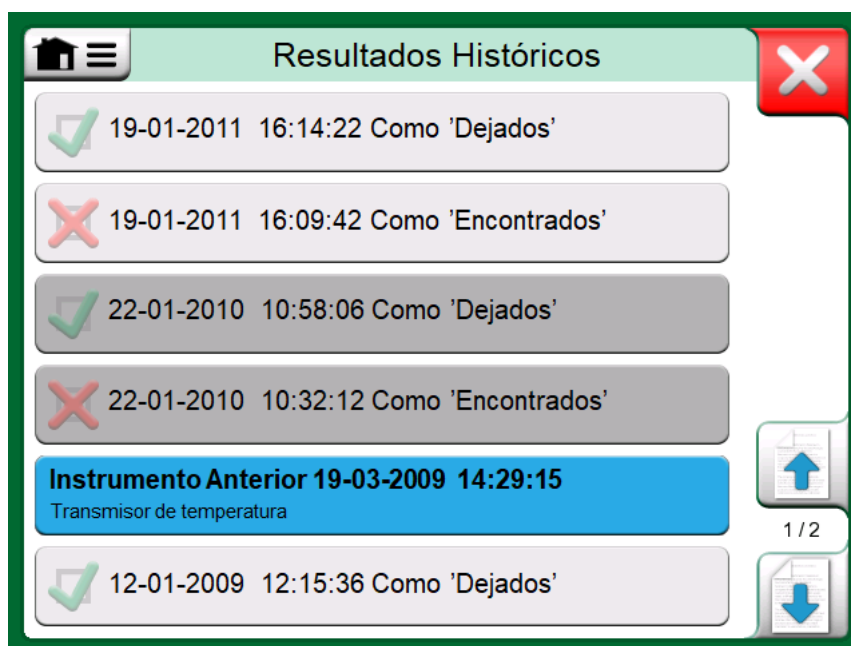 Resultados Históricos
19-01-2011 16:14:22 Como ’Dejados’
19-01-2011 16:09:42 Como ’Encontrados’
22-01-2010 10:58:06 Como ’Dejados’
22-01-2010 10:32:12 Como ’Encontrados’
Instrumento Anterior 19-03-2009 14:29:15
Transmisor de temperatura
1 / 2
12-01-2009 12:15:36 Como ’Dejados’